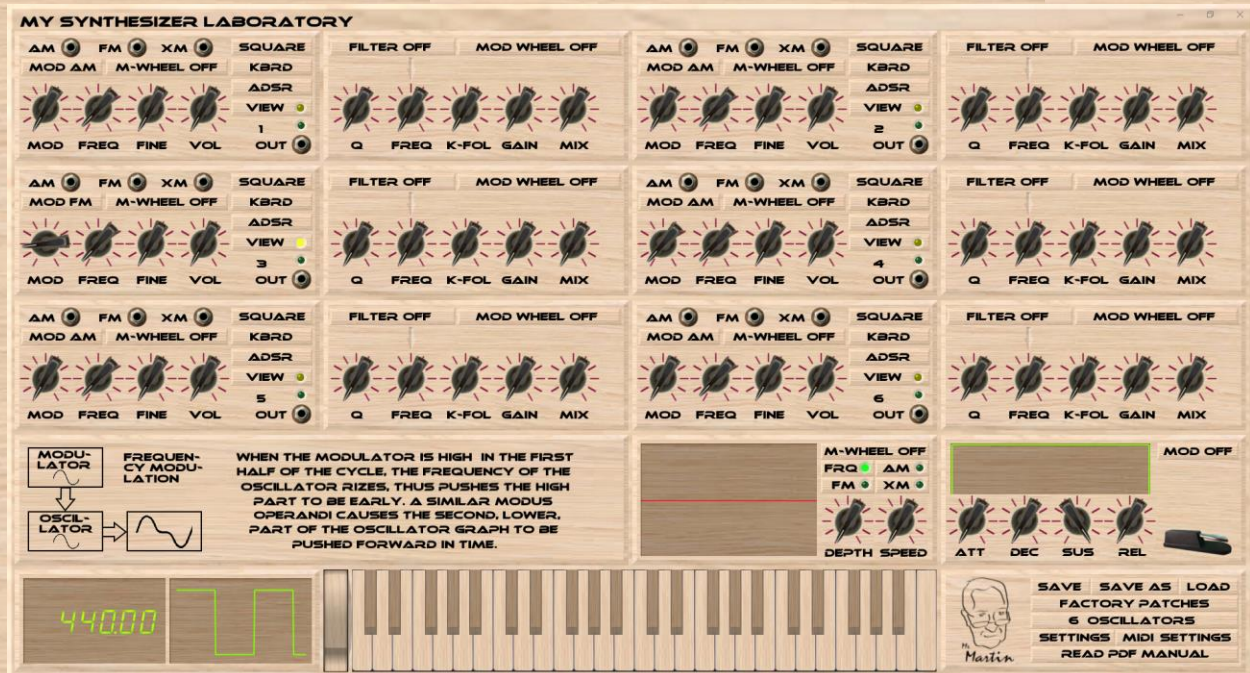 MY SYNTHESIZER LABORATORY
AM FM XM SQUARE
MOD AM M-WHEEL OFF KBRD
ADSR
VIEW
1
MOD FREQ FINE VOL OUT
FILTER OFF MOD WHEEL OFF
Q FREQ K-FOL GAIN MIX
AM FM XM SQUARE
MOD AM M-WHEEL OFF KBRD
ADSR
VIEW
2
MOD FREQ FINE VOL OUT
FILTER OFF MOD WHEEL OFF
Q FREQ K-FOL GAIN MIX
AM FM XM SQUARE
MOD FM M-WHEEL OFF KBRD
ADSR
VIEW
3
MOD FREQ FINE VOL OUT
FILTER OFF MOD WHEEL OFF
Q FREQ K-FOL GAIN MIX
AM FM XM SQUARE
MOD AM M-WHEEL OFF KBRD
ADSR
VIEW
4
MOD FREQ FINE VOL OUT
FILTER OFF MOD WHEEL OFF
Q FREQ K-FOL GAIN MIX
AM FM XM SQUARE
MOD AM M-WHEEL OFF KBRD
ADSR
VIEW
5
MOD FREQ FINE VOL OUT
FILTER OFF MOD WHEEL OFF
Q FREQ K-FOL GAIN MIX
AM FM XM SQUARE
MOD AM M-WHEEL OFF KBRD
ADSR
VIEW
6
MOD FREQ FINE VOL OUT
FILTER OFF MOD WHEEL OFF
Q FREQ K-FOL GAIN MIX
MODU-
LATOR
OSCIL-
LATOR
FREQUEN-
CY MODU-
LATION
WHEN THE MODULATOR IS HIGH IN THE FIRST
HALF OF THE CYCLE, THE FREQUENCY OF THE
OSCILLATOR RIZES, THUS PUSHES THE HIGH
PART TO BE EARLY. A SIMILAR MODUS
OPERANDI CAUSES THE SECOND, LOWER,
PART OF THE OSCILLATOR GRAPH TO BE
PUSHED FORWARD IN TIME.
M-WHEEL OFF
FRQ AM
FM XM
DEPTH SPEED
MOD OFF
ATT DEC SUS REL
440.00
Martin
SAVE SAVE AS LOAD
FACTORY PATCHES
6 OSCILLATORS
SETTINGS MIDI SETTINGS
READ PDF MANUAL